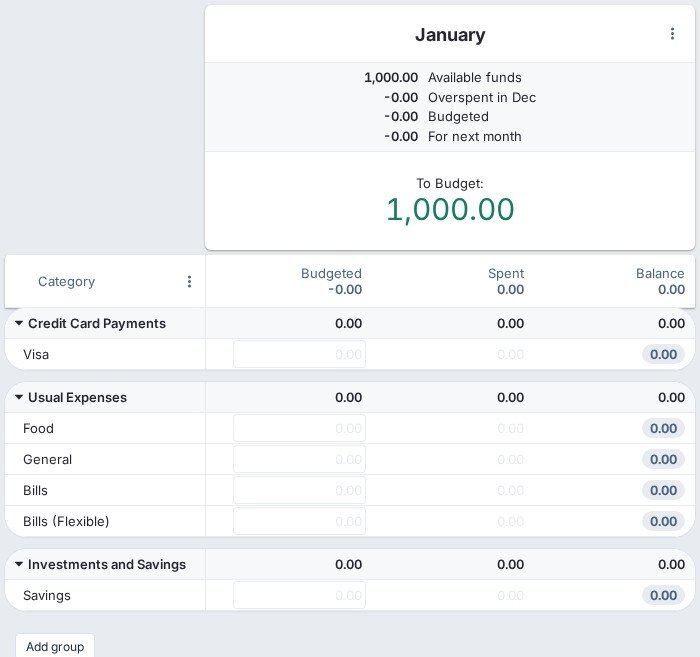 January
1,000.00 Available funds
-0.00 Overspent in Dec
-0.00 Budgeted
-0.00 For next month
To Budget:
1,000.00
Category Budgeted Spent Balance
-0.00 0.00 0.00
Credit Card Payments 0.00 0.00 0.00
Visa 0.00 0.00 0.00
Usual Expenses 0.00 0.00 0.00
Food 0.00 0.00 0.00
General 0.00 0.00 0.00
Bills 0.00 0.00 0.00
Bills (Flexible) 0.00 0.00 0.00
Investments and Savings 0.00 0.00 0.00
Savings 0.00 0.00 0.00
Add group